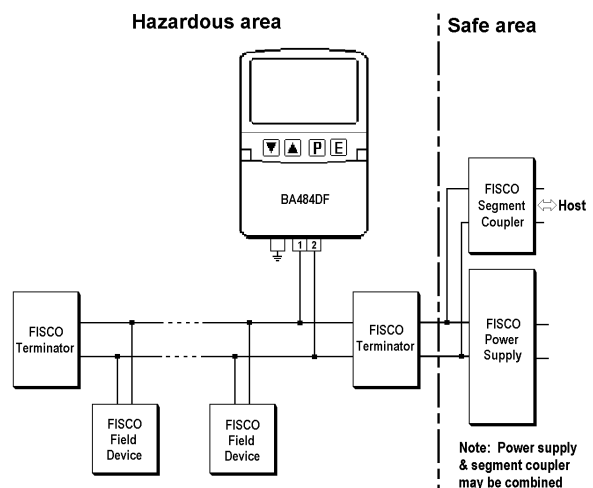 Hazardous area
Safe area
P E
BA484DF
1 2
FISCO
Segment
Coupler
Host
FISCO
Terminator
FISCO
Terminator
FISCO
Power
Supply
FISCO
Field
Device
FISCO
Field
Device
Note: Power supply
& segment coupler
may be combined